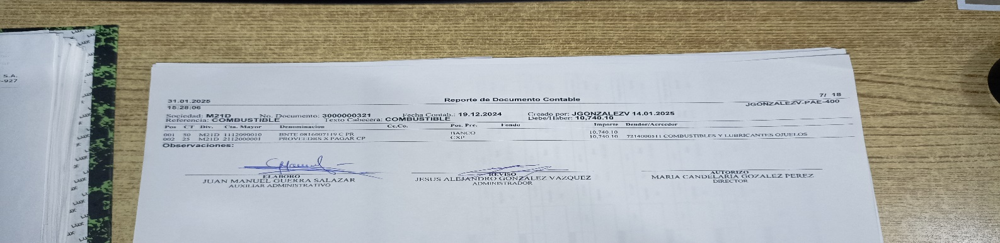 S.A.
-927
LUX
31.01.2025 Reporte de Documento Contable 7/ 18
15:28:06 JGONZALEZV-PAE-400
Sociedad: M21D No. Documento: 3000000321 Fecha Contab.: 19.12.2024 Creado por: JGONZALEZV 14.01.2025
Referencia: COMBUSTIBLE Texto Cabecera: COMBUSTIBLE Debe/Haber: 10,740.10
Pos CT Div. Cta. Mayor Denominacion Ce.Co. Pos. Pre. Fondo Importe Deudor/Acreedor
001 50 M21D 1112090010 BNTE 0816007119 C PR BANCO 10,740.10
002 25 M21D 2112000001 PROVEEDRS X PAGAR CP CXP 10,740.10 7214000511 COMBUSTIBLES Y LUBRICANTES OJUELOS
Observaciones:
ELABORO REVISO AUTORIZO
JUAN MANUEL GUERRA SALAZAR JESUS ALEJANDRO GONZALEZ VAZQUEZ MARIA CANDELARIA GOZALEZ PEREZ
AUXILIAR ADMINISTRATIVO ADMINISTRADOR DIRECTOR